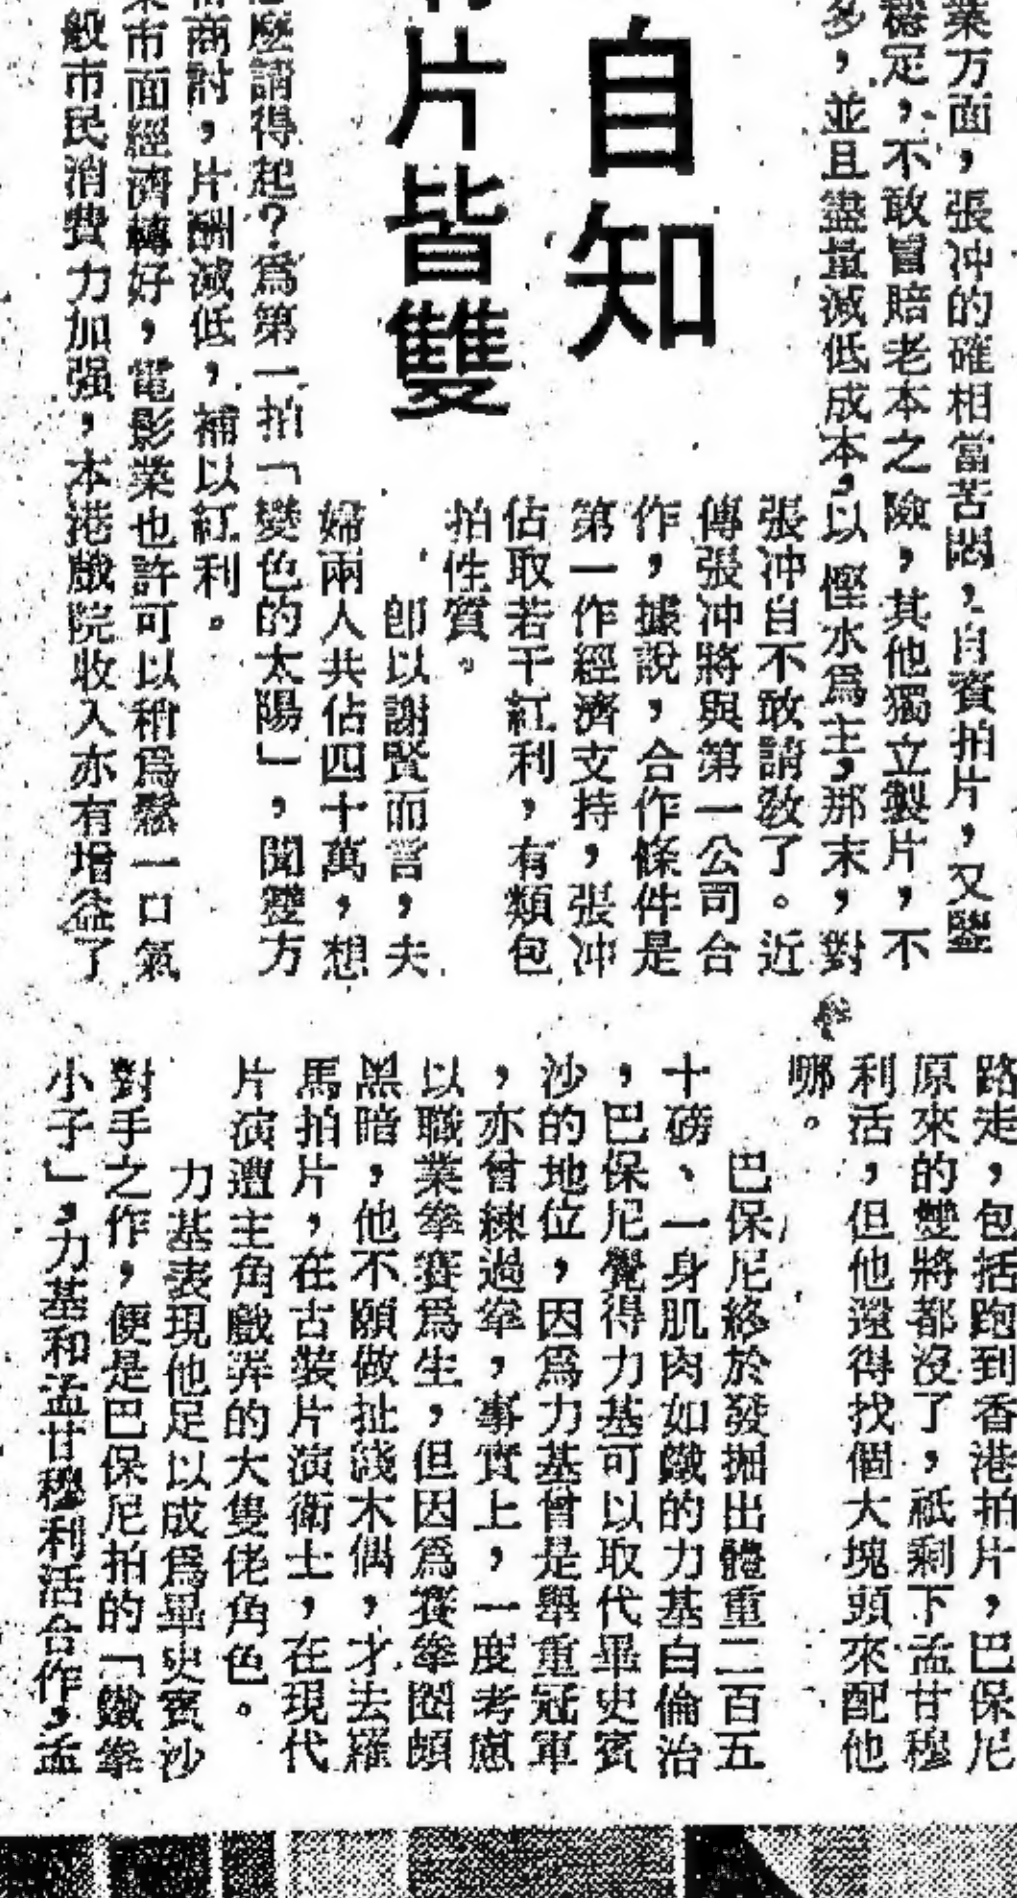 自知
片皆雙
業方面，張冲的確相當苦悶，自資拍片，又鑒
穩定，不敢冒賠老本之險，其他獨立製片，不
多，並且盡量減低成本，以慳水爲主，那末，對
張冲自不敢請敎了。近
傳張冲將與第一公司合
作，據說，合作條件是
第一作經濟支持，張冲
佔取若干紅利，有類包
拍性質。
卽以謝賢而言，夫
婦兩人共佔四十萬，想
麼請得起？爲第一拍「變色的太陽」，聞雙方
商討，片酬減低，補以紅利。
市面經濟轉好，電影業也許可以稍爲鬆一口氣
般市民消費力加强，本港戲院收入亦有增益了
路走，包括跑到香港拍片，巴保尼
原來的雙將都沒了，祗剩下孟甘穆
利活，但他還得找個大塊頭來配他
哪。
巴保尼終於發掘出體重二百五
十磅、一身肌肉如鐵的力基白倫治
，巴保尼覺得力基可以取代畢史賓
沙的地位，因爲力基曾是舉重冠軍
，亦曾練過拳，事實上，一度考慮
以職業拳賽爲生，但因爲賽拳圈頗
黑暗，他不願做扯綫木偶，才去羅
馬拍片，在古裝片演衛士，在現代
片演遭主角戲弄的大隻佬角色。
力基表現他足以成爲畢史賓沙
對手之作，便是巴保尼拍的「鐵拳
小子」，力基和孟甘穆利活合作，孟